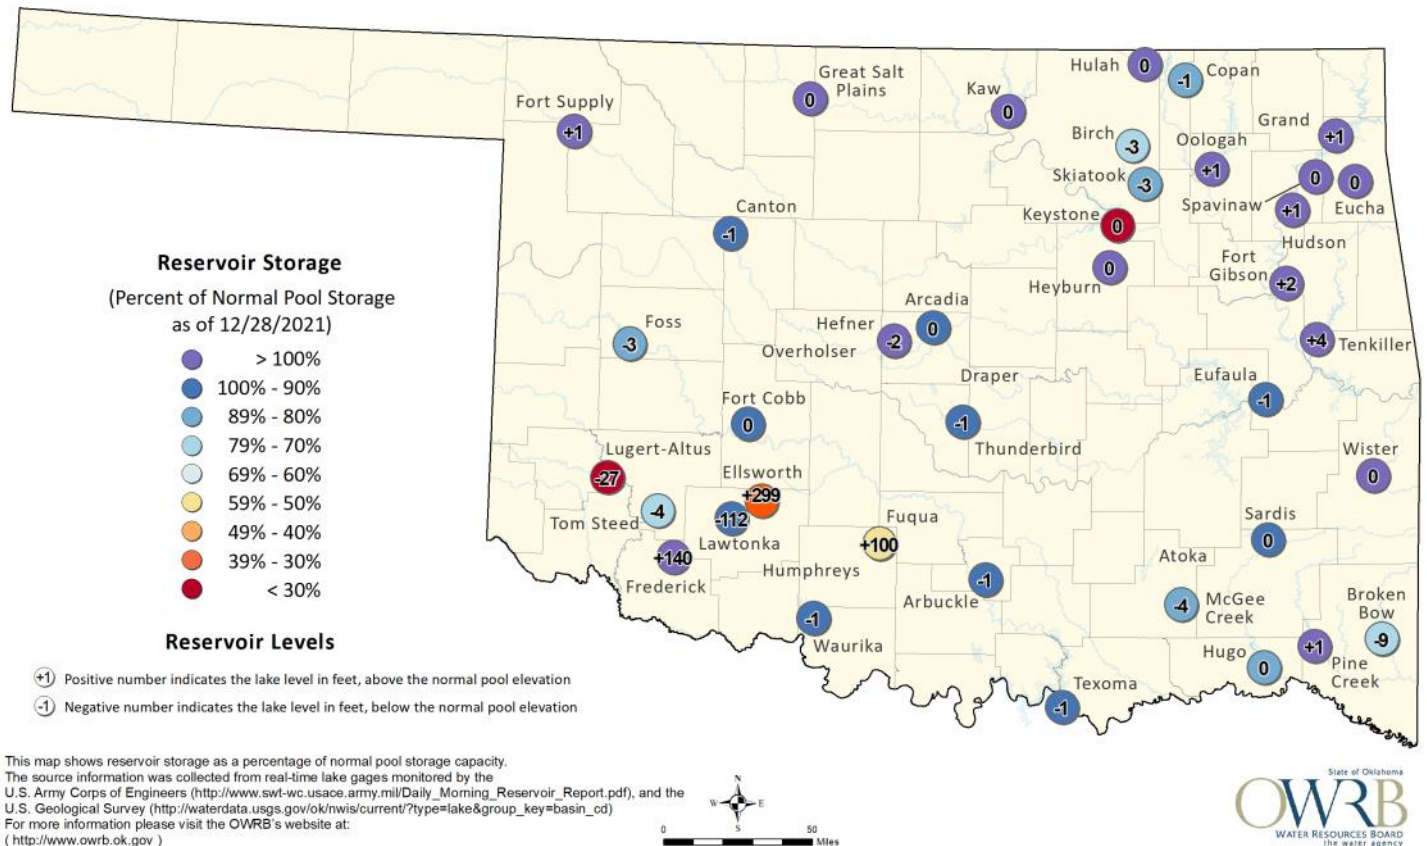 Hulah
0
-1
Copan
Great Salt
Plains
0
Kaw
0
Fort Supply
+1
Grand
+1
Birch
-3
Oologah
+1
Skiatook
-3
0
0
Spavinaw
Eucha
+1
Hudson
Keystone
0
Canton
-1
Heyburn
0
Fort
Gibson
+2
Reservoir Storage
(Percent of Normal Pool Storage
as of 12/28/2021)
> 100%
100% - 90%
89% - 80%
79% - 70%
69% - 60%
59% - 50%
49% - 40%
39% - 30%
< 30%
Arcadia
0
Foss
-3
Hefner
-2
Overholser
+4
Tenkiller
Draper
Eufaula
-1
Fort Cobb
0
-1
Thunderbird
Lugert-Altus
-27
Ellsworth
+299
Wister
0
Tom Steed
-4
-112
Lawtonka
Fuqua
+100
Sardis
0
+140
Frederick
Humphreys
Atoka
Arbuckle
-1
-4
McGee
Creek
Broken
Bow
-9
-1
Waurika
Hugo
0
+1
Pine
Creek
Texoma
-1
Reservoir Levels
+1 Positive number indicates the lake level in feet, above the normal pool elevation
-1 Negative number indicates the lake level in feet, below the normal pool elevation
This map shows reservoir storage as a percentage of normal pool storage capacity.
The source information was collected from real-time lake gages monitored by the
U.S. Army Corps of Engineers (http://www.swt-wc.usace.army.mil/Daily_Morning_Reservoir_Report.pdf), and the
U.S. Geological Survey (http://waterdata.usgs.gov/ok/nwis/current/?type=lake&group_key=basin_cd)
For more information please visit the OWRB's website at:
( http://www.owrb.ok.gov )
N
W E
S
0 50
Miles
State of Oklahoma
OWRB
WATER RESOURCES BOARD
the water agency